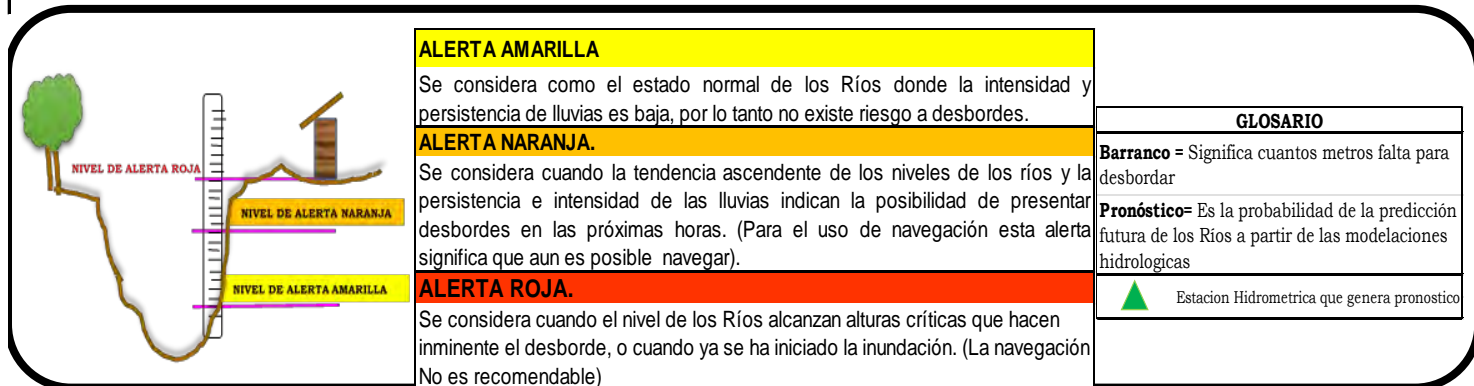 NIVEL DE ALERTA ROJA
NIVEL DE ALERTA NARANJA
NIVEL DE ALERTA AMARILLA
ALERTA AMARILLA
Se considera como el estado normal de los Ríos donde la intensidad y
persistencia de lluvias es baja, por lo tanto no existe riesgo a desbordes.
ALERTA NARANJA.
Se considera cuando la tendencia ascendente de los niveles de los ríos y la
persistencia e intensidad de las lluvias indican la posibilidad de presentar
desbordes en las próximas horas. (Para el uso de navegación esta alerta
significa que aun es posible navegar).
ALERTA ROJA.
Se considera cuando el nivel de los Ríos alcanzan alturas críticas que hacen
inminente el desborde, o cuando ya se ha iniciado la inundación. (La navegación
No es recomendable)
GLOSARIO
Barranco = Significa cuantos metros falta para
desbordar
Pronóstico= Es la probabilidad de la predicción
futura de los Ríos a partir de las modelaciones
hidrologicas
Estacion Hidrometrica que genera pronostico